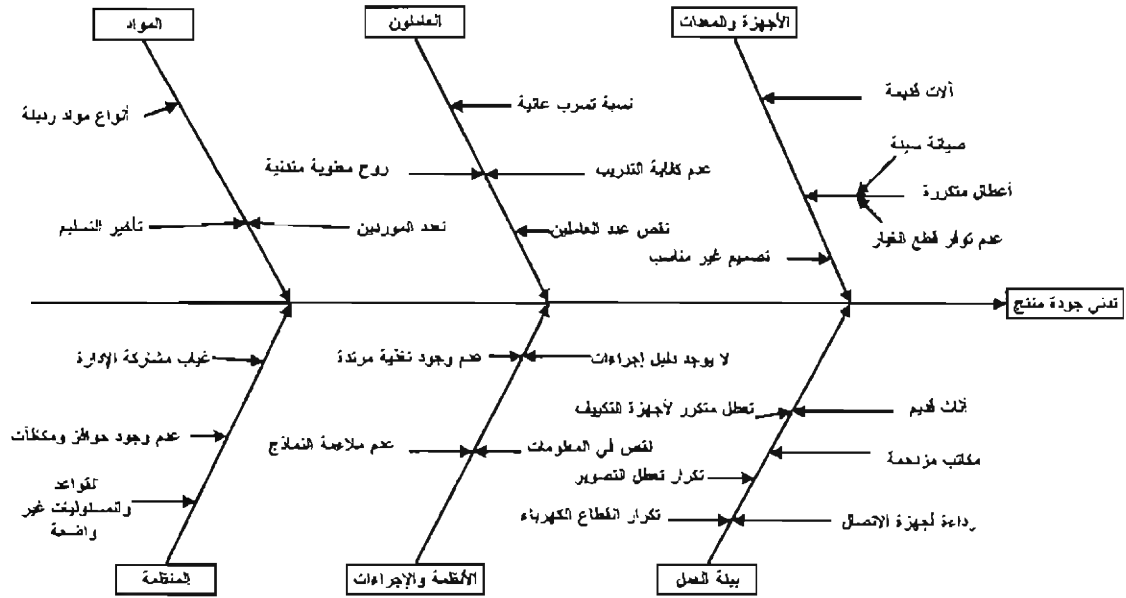 الأجهزة والمعدات
العاملون
المواد
آلات قديمة
نسبة تسرب عالية
أنواع مواد رديئة
صيانة سيئة
عدم كفاية التدريب
روح معنوية متدنية
أعطال متكررة
عدم توفر قطع الغيار
نقص عدد العاملين
تعدد الموردين
تأخير التسليم
تصميم غير مناسب
تدني جودة منتج
لا يوجد دليل إجراءات
عدم وجود تغذية مرتدة
غياب مشاركة الإدارة
أثاث قديم
تعطل متكرر لأجهزة التكييف
عدم وجود حوافز ومكافآت
نقص في المعلومات
عدم ملاءمة النماذج
مكاتب مزدحمة
تكرار تعطل التصوير
القواعد
والمسئوليات غير
واضحة
رداءة أجهزة الاتصال
تكرار انقطاع الكهرباء
بيئة العمل
الأنظمة والإجراءات
المنظمة